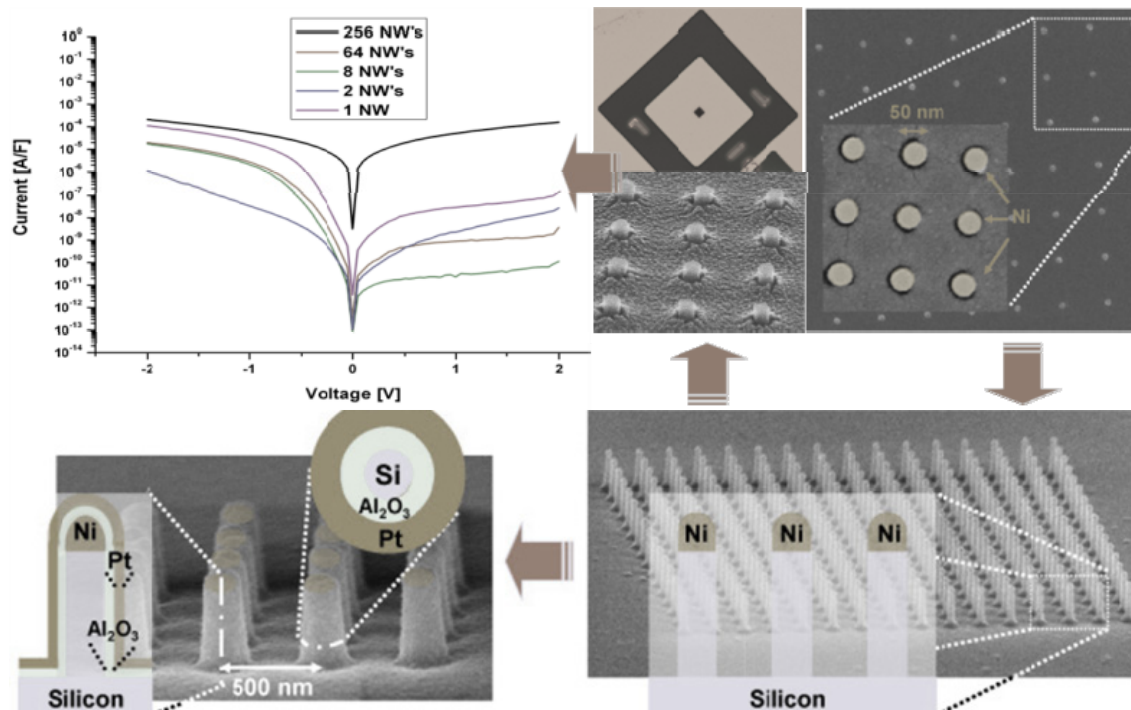 10⁰
10⁻¹
10⁻²
10⁻³
10⁻⁴
10⁻⁵
10⁻⁶
10⁻⁷
10⁻⁸
10⁻⁹
10⁻¹⁰
10⁻¹¹
10⁻¹²
10⁻¹³
10⁻¹⁴
Current [A/F]
256 NW's
64 NW's
8 NW's
2 NW's
1 NW
-2
-1
0
1
2
Voltage [V]
50 nm
Ni
Ni
Pt
Al₂O₃
Silicon
Si
Al₂O₃
Pt
500 nm
Ni
Ni
Ni
Silicon